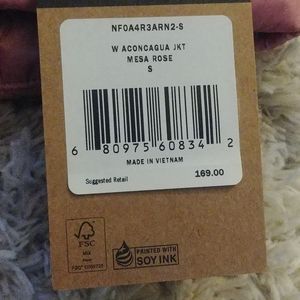 NF0A4R3ARN2-S
W ACONCAGUA JKT
MESA ROSE
S
6 80975 60834 2
MADE IN VIETNAM
Suggested Retail
169.00
FSC
MIX
PRINTED WITH
SOY INK